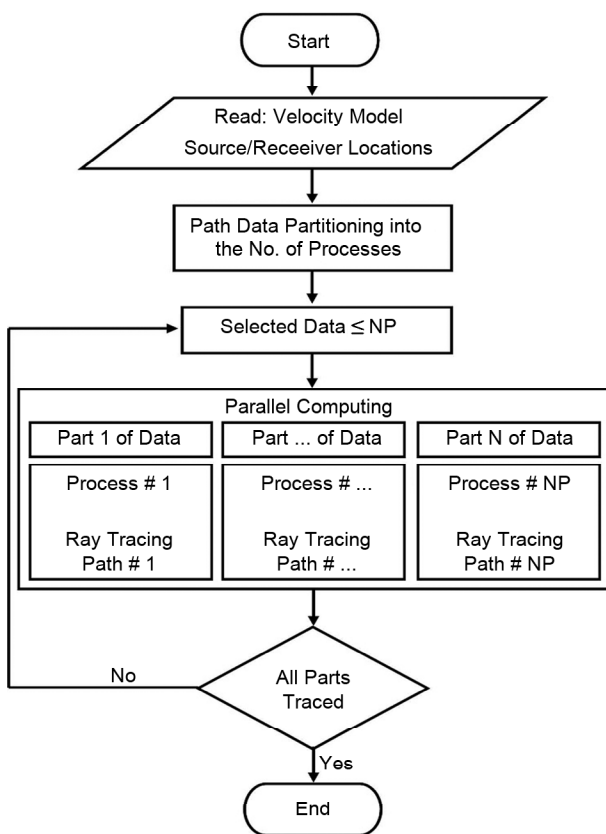 Start
Read: Velocity Model
Source/Receeiver Locations
Path Data Partitioning into
the No. of Processes
Selected Data ≤ NP
Parallel Computing
Part 1 of Data
Part ... of Data
Part N of Data
Process # 1
Process # ...
Process # NP
Ray Tracing
Path # 1
Ray Tracing
Path # ...
Ray Tracing
Path # NP
No
All Parts
Traced
Yes
End